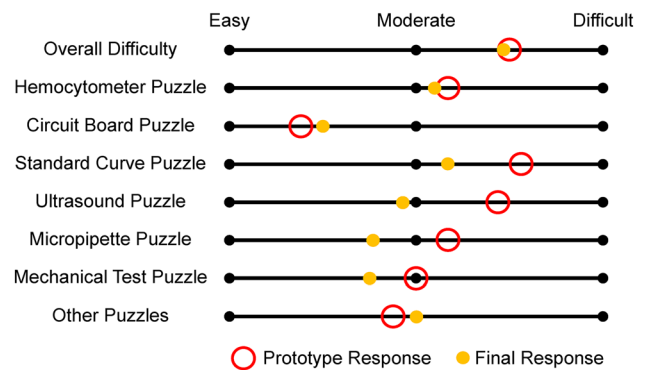 Easy Moderate Difficult
Overall Difficulty
Hemocytometer Puzzle
Circuit Board Puzzle
Standard Curve Puzzle
Ultrasound Puzzle
Micropipette Puzzle
Mechanical Test Puzzle
Other Puzzles
Prototype Response Final Response